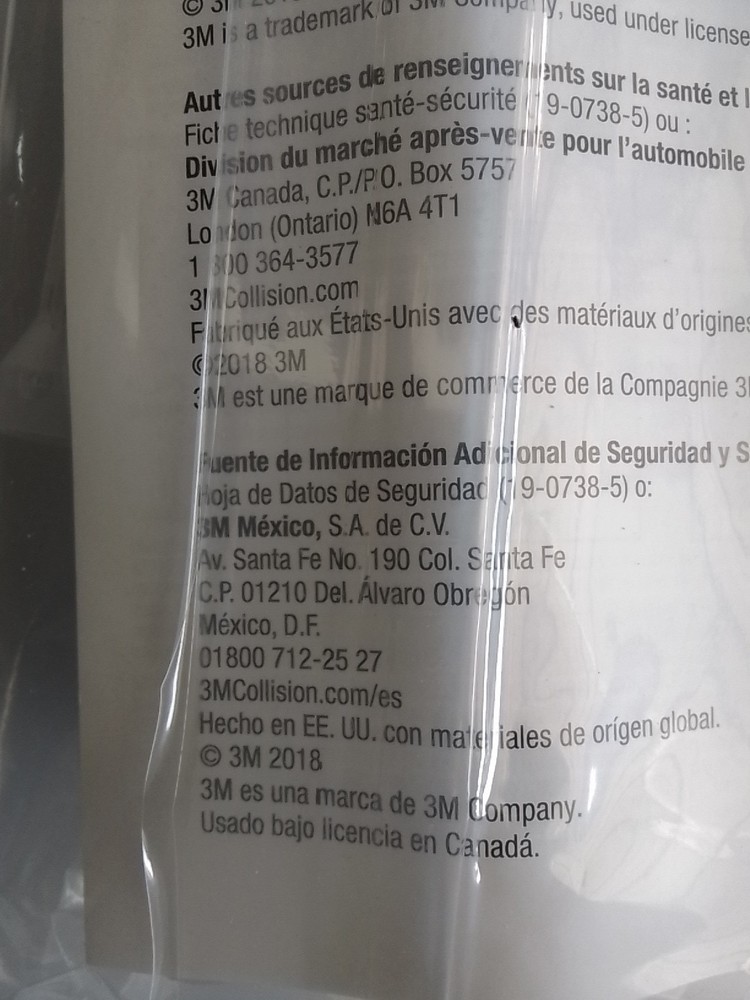 3M is a trademark of 3M Company, used under license
Autres sources de renseignements sur la santé et
Fiche technique santé-sécurité (19-0738-5) ou :
Division du marché après-vente pour l'automobile
3M Canada, C.P./P.O. Box 5757
London (Ontario) N6A 4T1
1 800 364-3577
3MCollision.com
Fabriqué aux États-Unis avec des matériaux d'origines
©2018 3M
3M est une marque de commerce de la Compagnie
Fuente de Información Adicional de Seguridad y
Hoja de Datos de Seguridad (19-0738-5) o:
3M México, S.A. de C.V.
Av. Santa Fe No. 190 Col. Santa Fe
C.P. 01210 Del. Álvaro Obregón
México, D.F.
01800 712-25 27
3MCollision.com/es
Hecho en EE. UU. con materiales de orígen global.
© 3M 2018
3M es una marca de 3M Company.
Usado bajo licencia en Canadá.